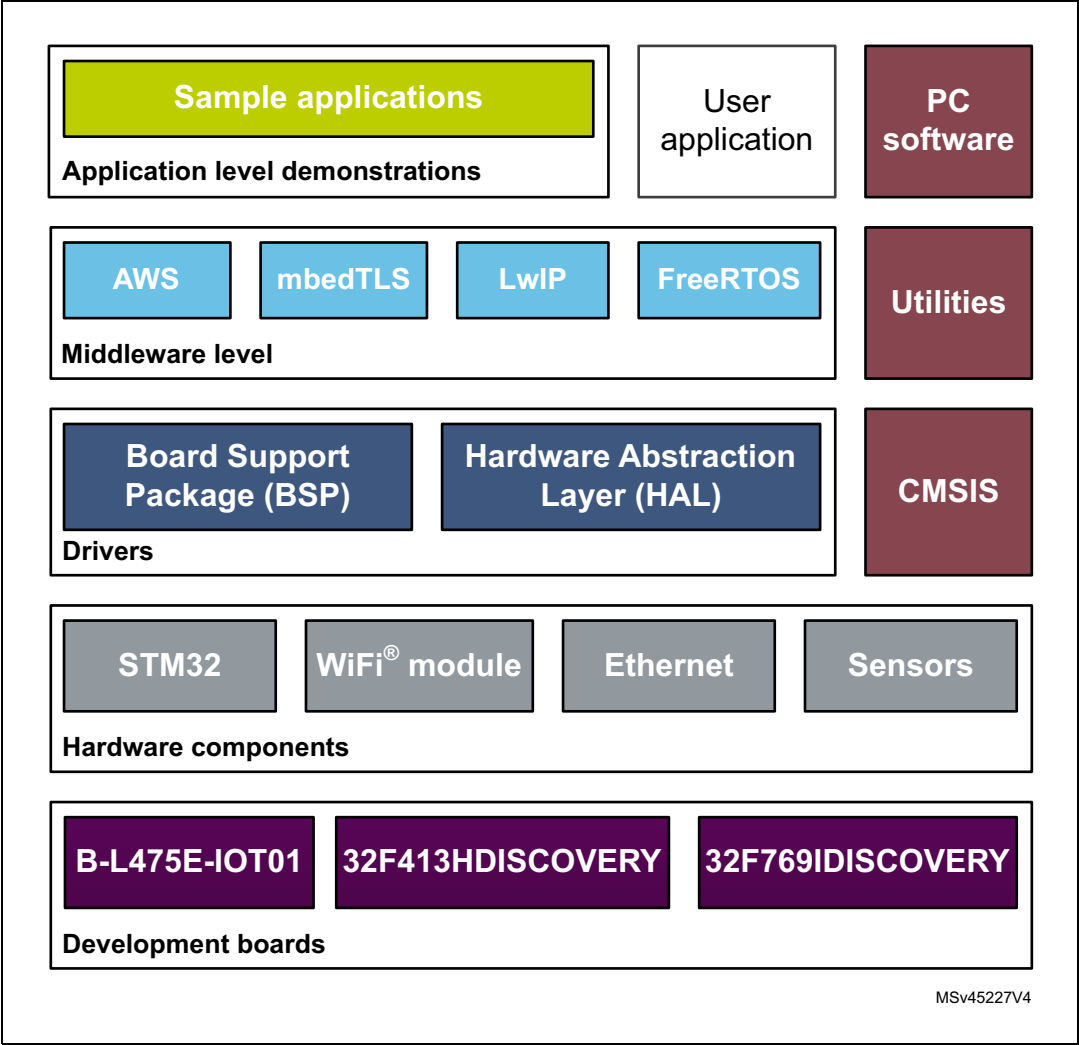 Sample applications
Application level demonstrations
User
application
PC
software
AWS
mbedTLS
LwIP
FreeRTOS
Middleware level
Utilities
Board Support
Package (BSP)
Hardware Abstraction
Layer (HAL)
Drivers
CMSIS
STM32
WiFi® module
Ethernet
Sensors
Hardware components
B-L475E-IOT01
32F413HDISCOVERY
32F769IDISCOVERY
Development boards
MSv45227V4